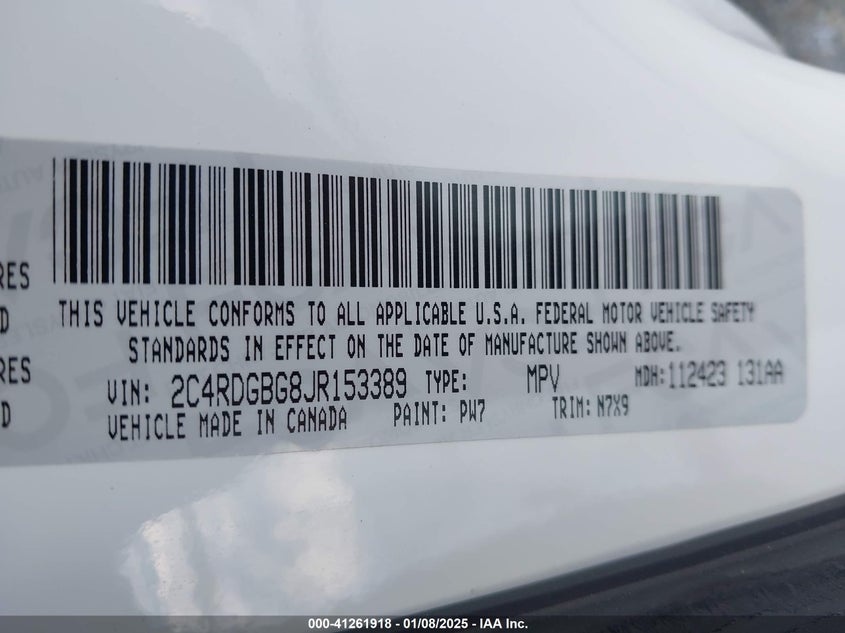 RES
THIS VEHICLE CONFORMS TO ALL APPLICABLE U.S.A. FEDERAL MOTOR VEHICLE SAFETY
D
STANDARDS IN EFFECT ON THE DATE OF MANUFACTURE SHOWN ABOVE.
RES
VIN: 2C4RDGBG8JR153389 TYPE: MPV MDH: 112423 131AA
D
VEHICLE MADE IN CANADA PAINT: PW7 TRIM: N7X9
000-41261918 - 01/08/2025 - IAA Inc.